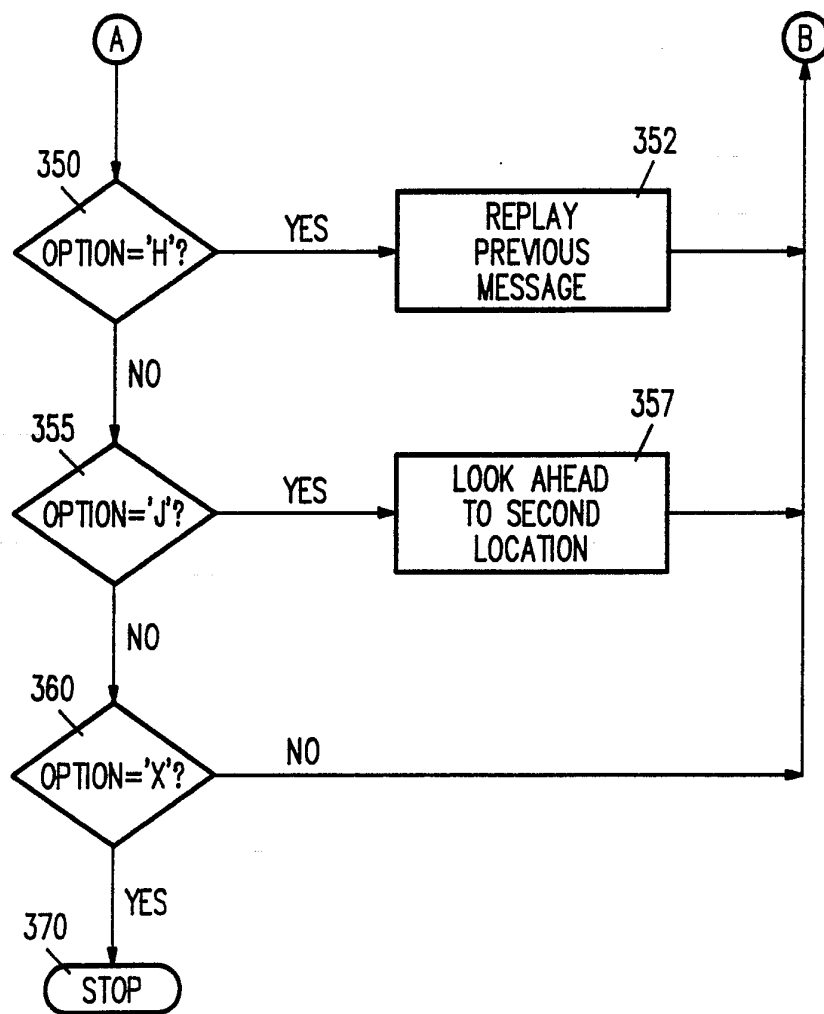 A
B
350
OPTION='H'?
YES
352
REPLAY
PREVIOUS
MESSAGE
NO
355
OPTION='J'?
YES
357
LOOK AHEAD
TO SECOND
LOCATION
NO
360
OPTION='X'?
NO
YES
370
STOP